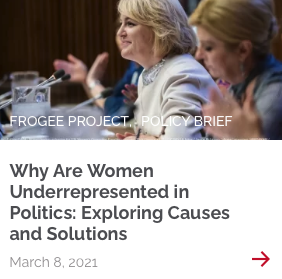 FROGEE PROJECT, , POLICY BRIEF
Why Are Women
Underrepresented in
Politics: Exploring Causes
and Solutions
March 8, 2021